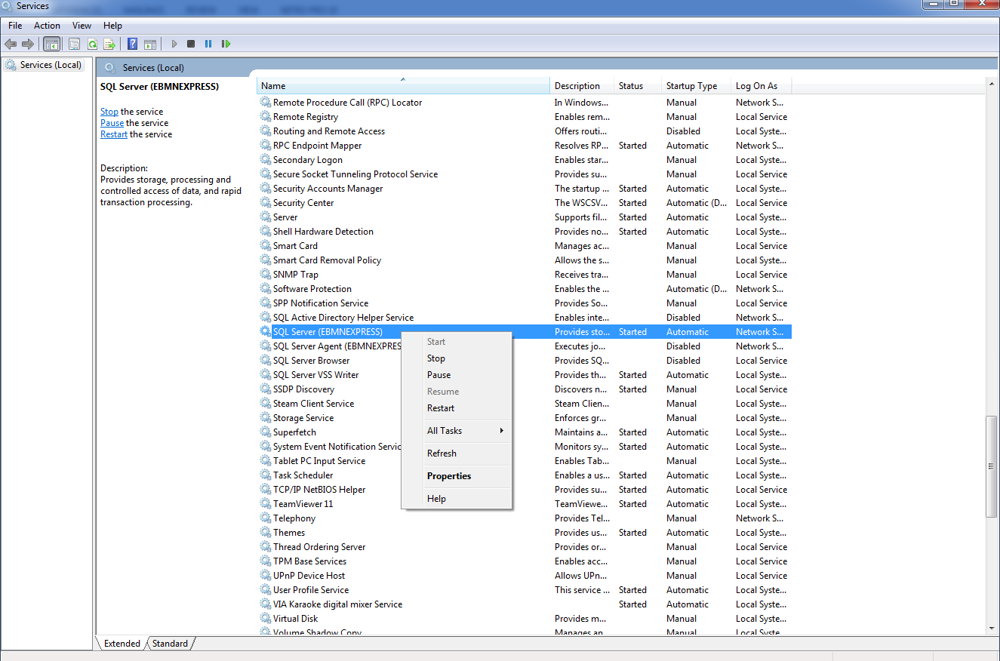 Services
File Action View Help
Services (Local)
Services (Local)
SQL Server (EBMNEXPRESS)
Stop the service
Pause the service
Restart the service
Description:
Provides storage, processing and
controlled access of data, and rapid
transaction processing.
Name Description Status Startup Type Log On As
Remote Procedure Call (RPC) Locator In Windows... Manual Network S...
Remote Registry Enables rem... Manual Local Service
Routing and Remote Access Offers routi... Disabled Local Syste...
RPC Endpoint Mapper Resolves RP... Started Automatic Network S...
Secondary Logon Enables star... Manual Local Syste...
Secure Socket Tunneling Protocol Service Provides su... Manual Local Service
Security Accounts Manager The startup ... Started Automatic Local Syste...
Security Center The WSCSV... Started Automatic (D... Local Service
Server Supports fil... Started Automatic Local Syste...
Shell Hardware Detection Provides no... Started Automatic Local Syste...
Smart Card Manages ac... Manual Local Service
Smart Card Removal Policy Allows the s... Manual Local Syste...
SNMP Trap Receives tra... Manual Local Service
Software Protection Enables the ... Automatic (D... Network S...
SPP Notification Service Provides So... Manual Local Service
SQL Active Directory Helper Service Enables inte... Disabled Network S...
SQL Server (EBMNEXPRESS) Provides sto... Started Automatic Network S...
SQL Server Agent (EBMNEXPRES Executes jo... Disabled Network S...
SQL Server Browser Provides SQ... Disabled Local Service
SQL Server VSS Writer Provides th... Started Automatic Local Syste...
SSDP Discovery Discovers n... Started Manual Local Service
Steam Client Service Steam Clien... Manual Local Syste...
Storage Service Enforces gr... Manual Local Syste...
Superfetch Maintains a... Started Automatic Local Syste...
System Event Notification Servic Monitors sy... Started Automatic Local Syste...
Tablet PC Input Service Enables Tab... Manual Local Syste...
Task Scheduler Enables a us... Started Automatic Local Syste...
TCP/IP NetBIOS Helper Provides su... Started Automatic Local Service
TeamViewer 11 TeamViewe... Started Automatic Local Syste...
Telephony Provides Tel... Manual Network S...
Themes Provides us... Started Automatic Local Syste...
Thread Ordering Server Provides or... Manual Local Service
TPM Base Services Enables acc... Manual Local Service
UPnP Device Host Allows UPn... Manual Local Service
User Profile Service This service ... Started Automatic Local Syste...
VIA Karaoke digital mixer Service Started Automatic Local Syste...
Virtual Disk Provides m... Manual Local Syste...
Volume Shadow Copy Manages an Manual Local Syste...
Start
Stop
Pause
Resume
Restart
All Tasks
Refresh
Properties
Help
Extended Standard